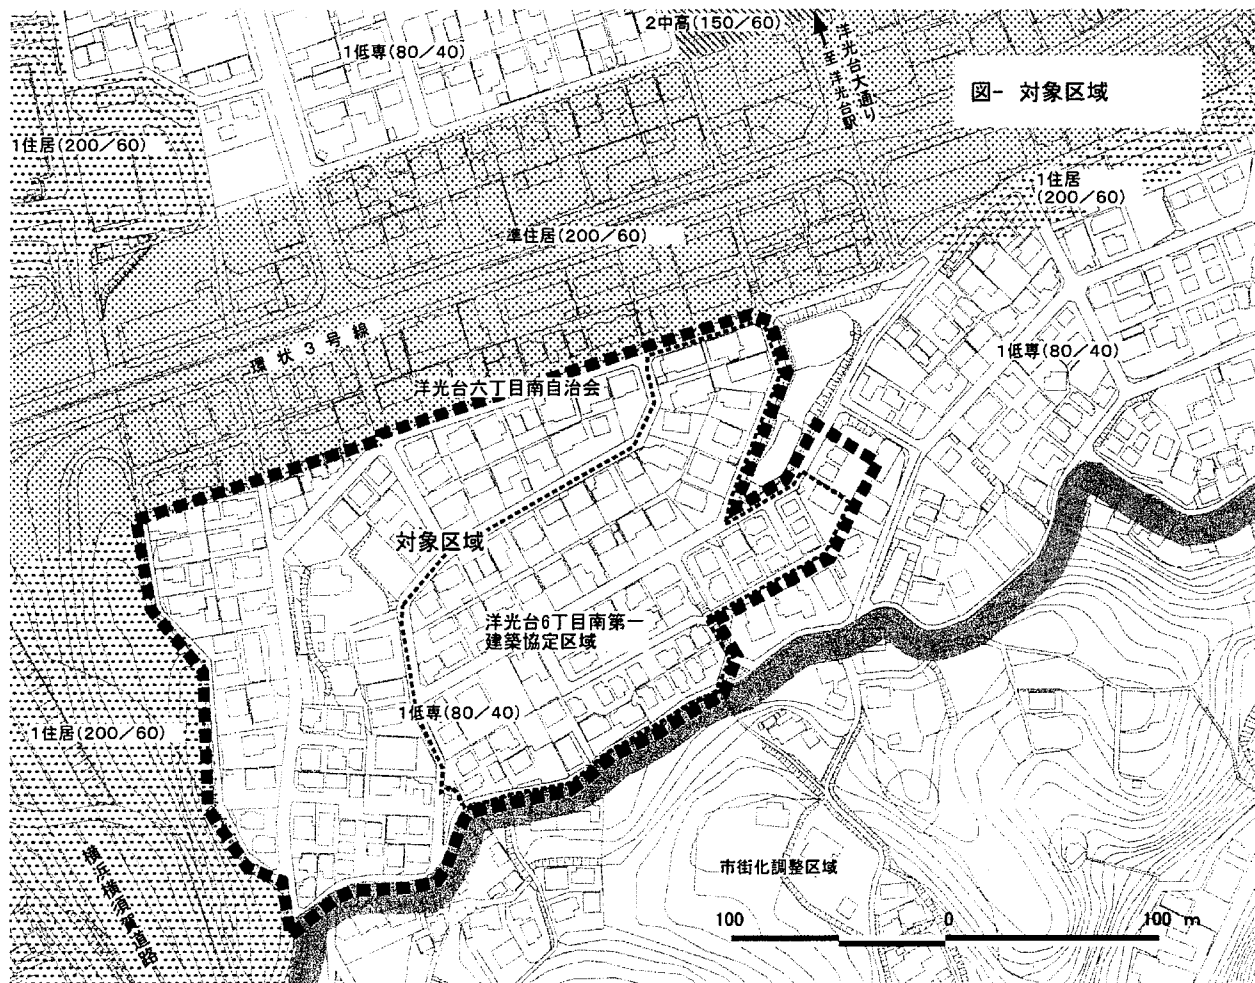 2中高(150/60)
1低専(80/40)
至洋光台駅
洋光台大通り
図- 対象区域
1住居(200/60)
1住居
(200/60)
準住居(200/60)
環状3号線
1低専(80/40)
洋光台六丁目南自治会
対象区域
洋光台6丁目南第一
建築協定区域
1低専(80/40)
1住居(200/60)
横浜横須賀道路
市街化調整区域
100 0 100 m